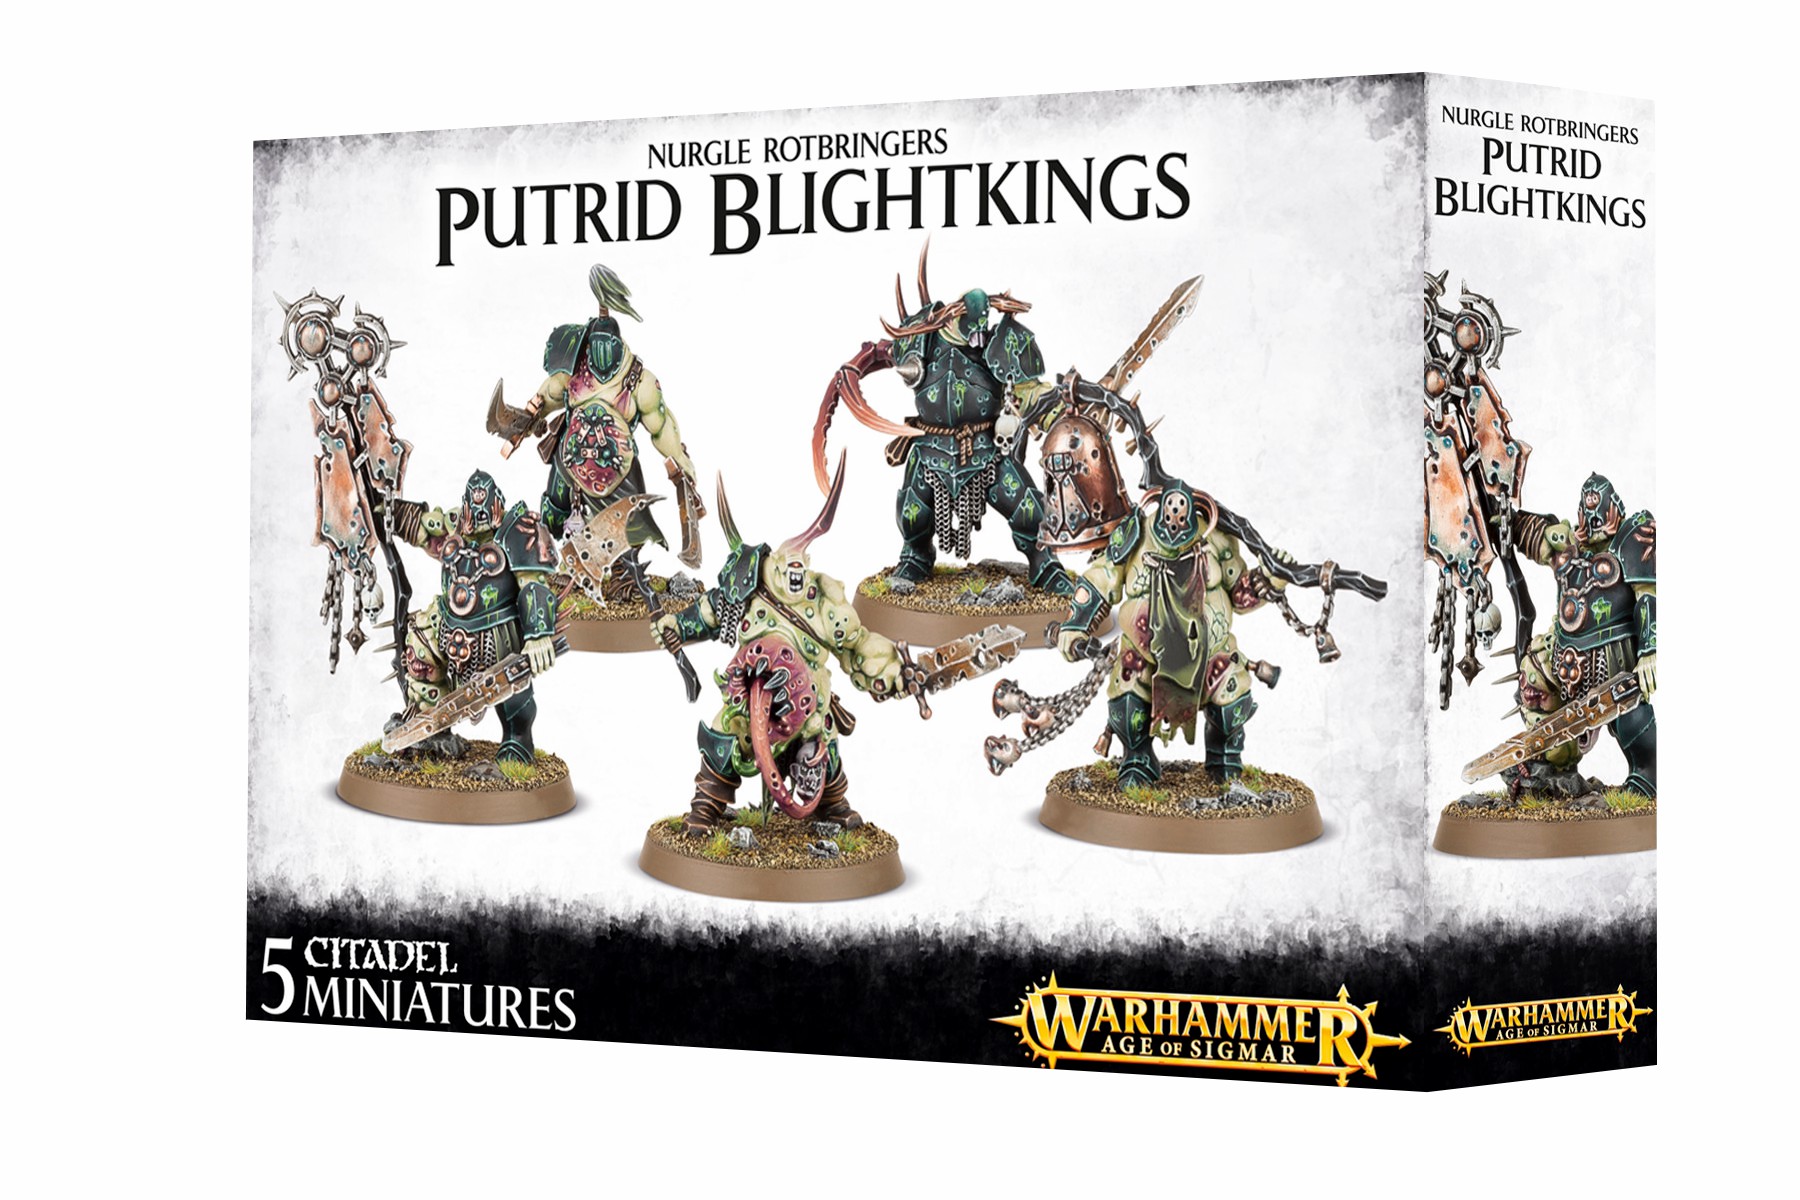 NURGLE ROTBRINGERS
PUTRID BLIGHTKINGS
5 CITADEL
MINIATURES
WARHAMMER
AGE OF SIGMAR
NURGLE ROTBRINGERS
PUTRID
BLIGHTKINGS
WARHAMMER
AGE OF SIGMAR